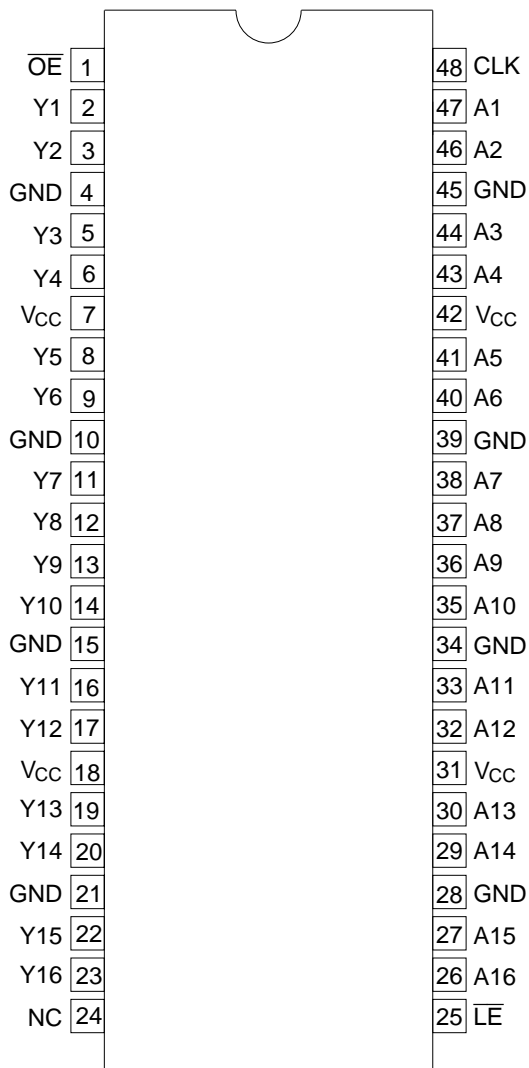 O̅E̅ 1 48 CLK
Y1 2 47 A1
Y2 3 46 A2
GND 4 45 GND
Y3 5 44 A3
Y4 6 43 A4
VCC 7 42 VCC
Y5 8 41 A5
Y6 9 40 A6
GND 10 39 GND
Y7 11 38 A7
Y8 12 37 A8
Y9 13 36 A9
Y10 14 35 A10
GND 15 34 GND
Y11 16 33 A11
Y12 17 32 A12
VCC 18 31 VCC
Y13 19 30 A13
Y14 20 29 A14
GND 21 28 GND
Y15 22 27 A15
Y16 23 26 A16
NC 24 25 L̅E̅